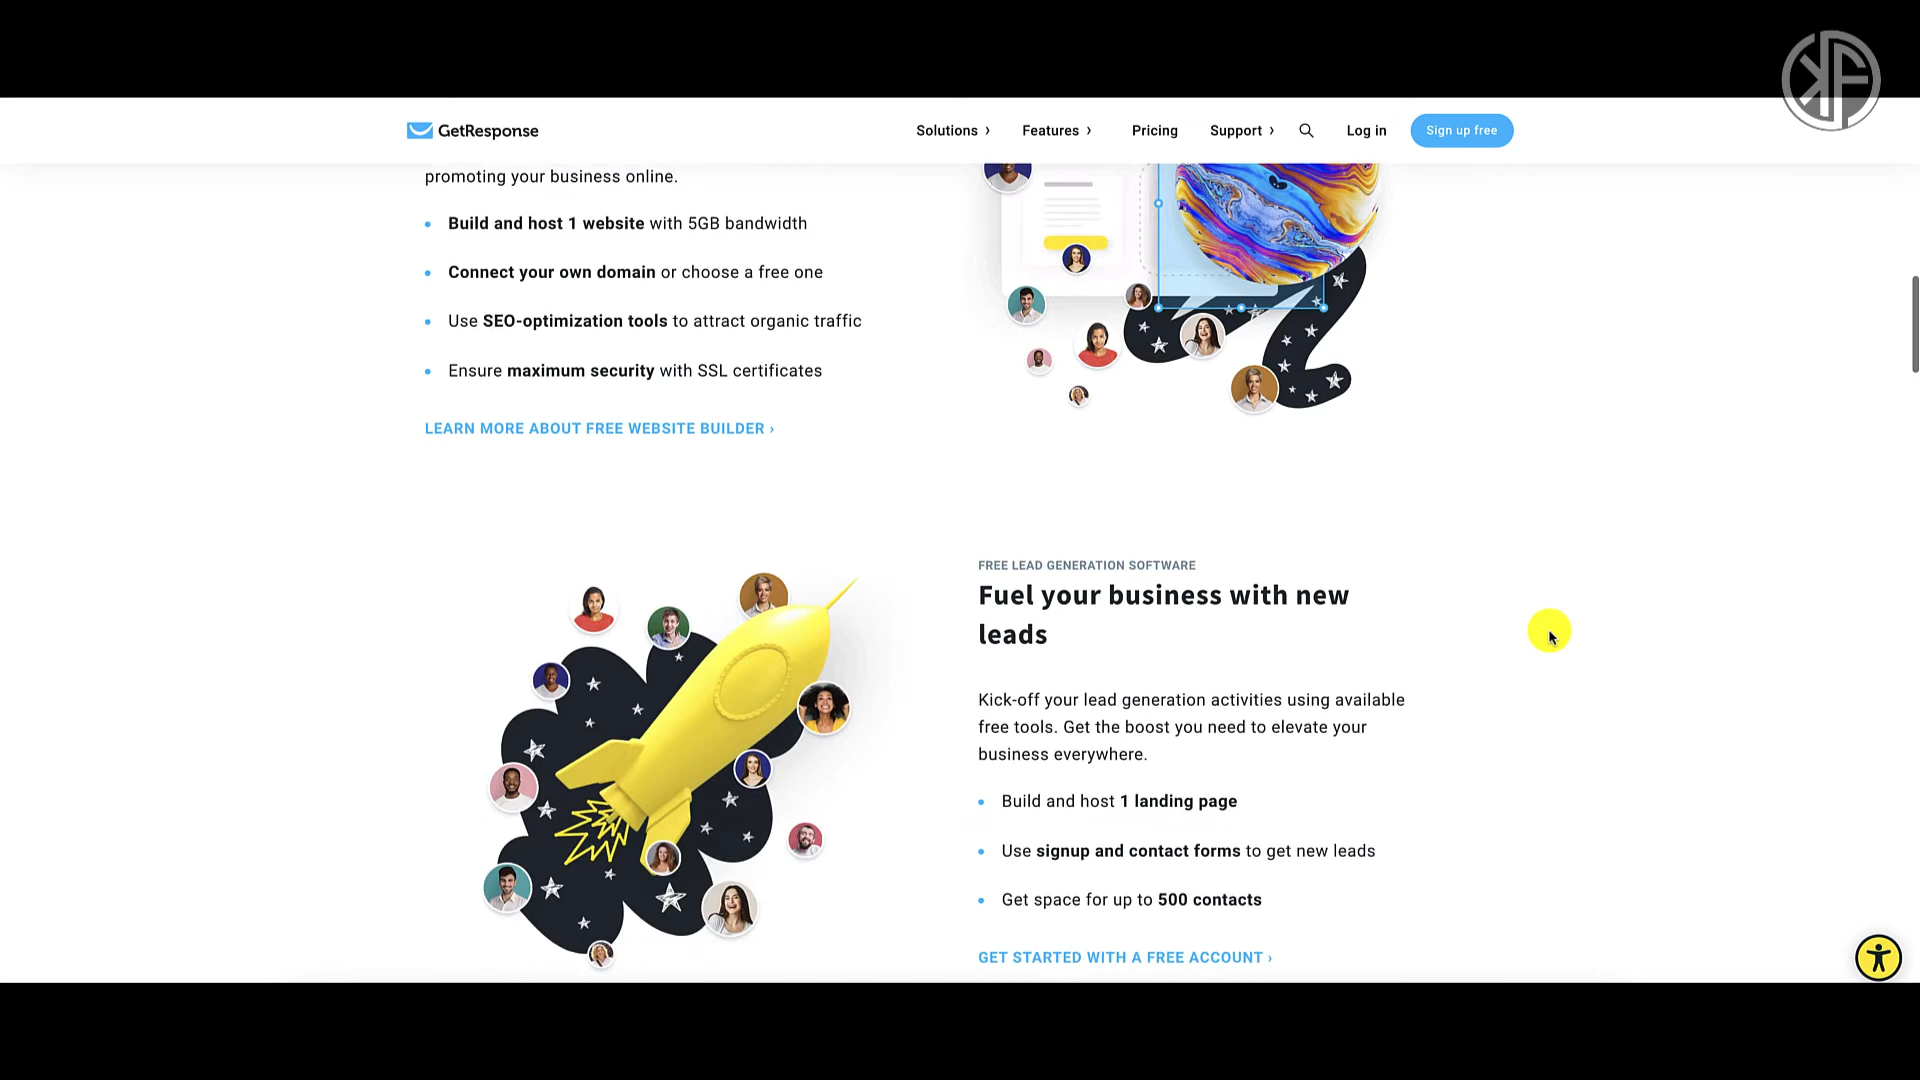 GetResponse
Solutions ›
Features ›
Pricing
Support ›
Log in
Sign up free
promoting your business online.
Build and host 1 website with 5GB bandwidth
Connect your own domain or choose a free one
Use SEO-optimization tools to attract organic traffic
Ensure maximum security with SSL certificates
LEARN MORE ABOUT FREE WEBSITE BUILDER ›
FREE LEAD GENERATION SOFTWARE
Fuel your business with new
leads
Kick-off your lead generation activities using available
free tools. Get the boost you need to elevate your
business everywhere.
Build and host 1 landing page
Use signup and contact forms to get new leads
Get space for up to 500 contacts
GET STARTED WITH A FREE ACCOUNT ›